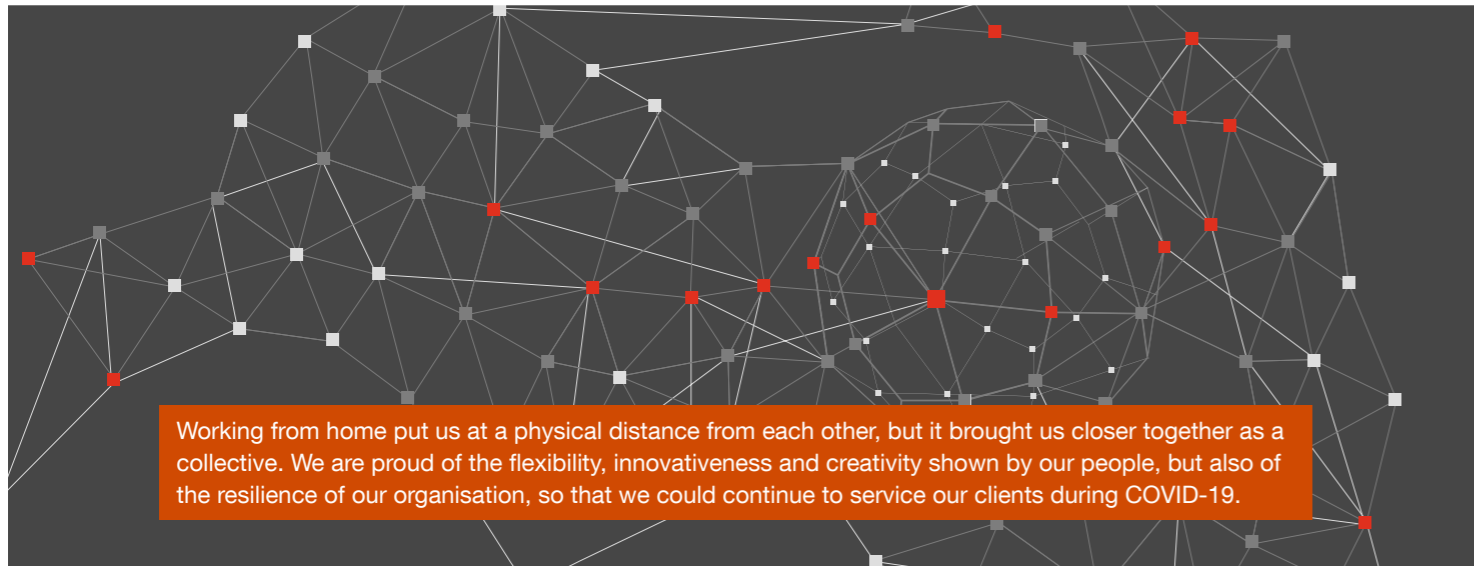 Working from home put us at a physical distance from each other, but it brought us closer together as a
collective. We are proud of the flexibility, innovativeness and creativity shown by our people, but also of
the resilience of our organisation, so that we could continue to service our clients during COVID-19.